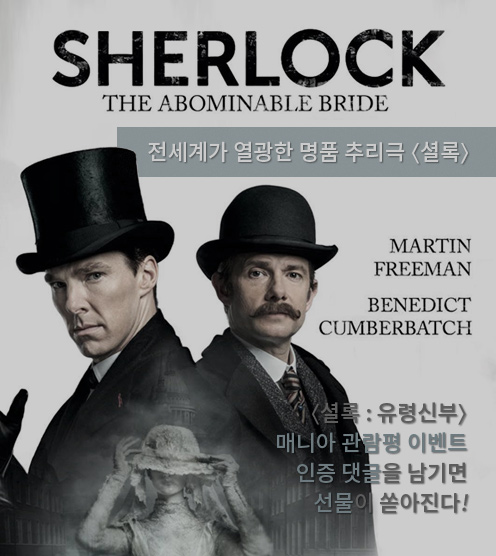 SHERLOCK
THE ABOMINABLE BRIDE
전세계가 열광한 명품 추리극 〈셜록〉
MARTIN
FREEMAN
BENEDICT
CUMBERBATCH
〈셜록 : 유령신부〉
매니아 관람평 이벤트
인증 댓글을 남기면
선물이 쏟아진다!